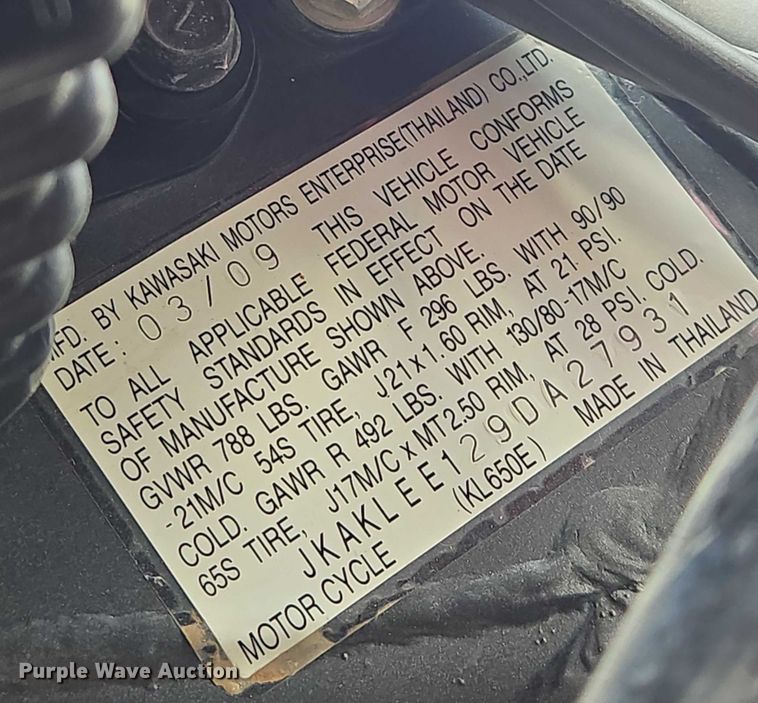 MFD. BY KAWASAKI MOTORS ENTERPRISE(THAILAND) CO.,LTD.
DATE: 03/09 THIS VEHICLE CONFORMS
TO ALL APPLICABLE FEDERAL MOTOR VEHICLE
SAFETY STANDARDS IN EFFECT ON THE DATE
OF MANUFACTURE SHOWN ABOVE.
GVWR 788 LBS. GAWR F 296 LBS. WITH 90/90
-21M/C 54S TIRE, J21x1.60 RIM, AT 21 PSI.
COLD. GAWR R 492 LBS. WITH 130/80-17M/C
65S TIRE, J17M/C x MT2.50 RIM, AT 28 PSI. COLD.
JKAKLEE129DA27931
MOTOR CYCLE (KL650E) MADE IN THAILAND
Purple Wave Auction